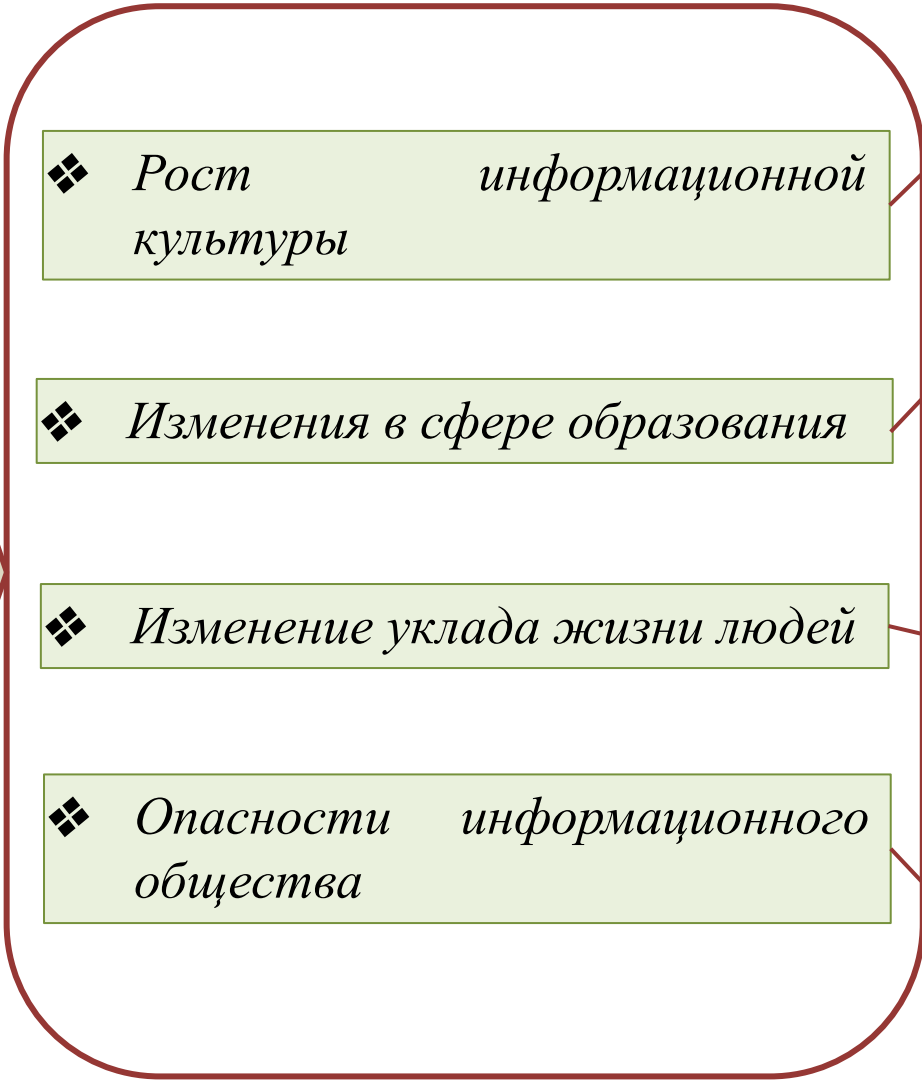 ❖ Рост информационной
культуры
❖ Изменения в сфере образования
❖ Изменение уклада жизни людей
❖ Опасности информационного
общества